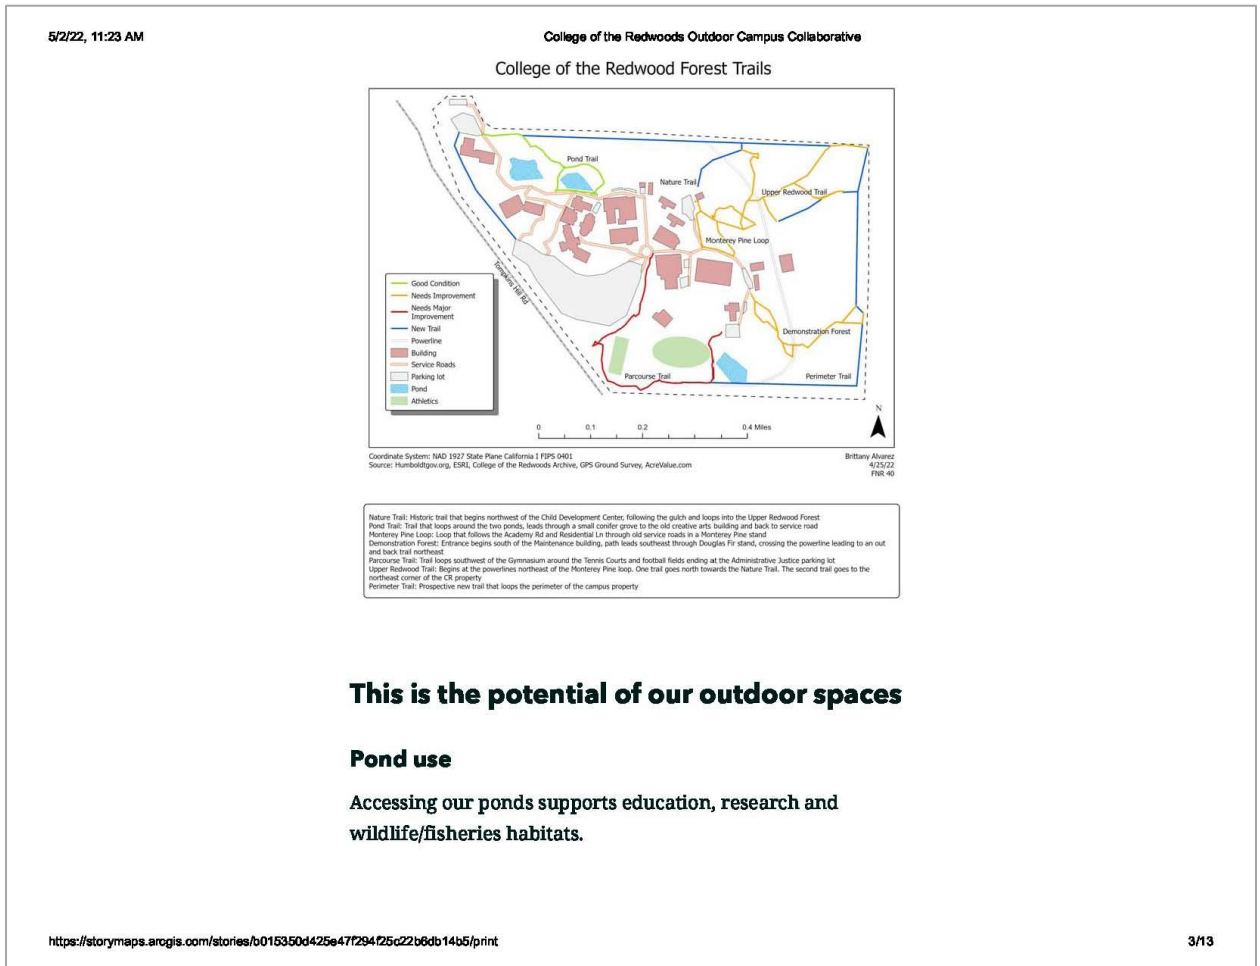 5/2/22, 11:23 AM
College of the Redwoods Outdoor Campus Collaborative
College of the Redwood Forest Trails
Pond Trail
Nature Trail
Upper Redwood Trail
Monterey Pine Loop
Tompkins Hill Rd
Good Condition
Needs Improvement
Needs Major
Improvement
New Trail
Powerline
Building
Service Roads
Parking lot
Pond
Athletics
Demonstration Forest
Parcourse Trail
Perimeter Trail
N
0 0.1 0.2 0.4 Miles
Coordinate System: NAD 1927 State Plane California I FIPS 0401
Source: Humboldtgov.org, ESRI, College of the Redwoods Archive, GPS Ground Survey, AcreValue.com
Brittany Alvarez
4/25/22
FNR 40
Nature Trail: Historic trail that begins northwest of the Child Development Center, following the gulch and loops into the Upper Redwood Forest
Pond Trail: Trail that loops around the two ponds, leads through a small conifer grove to the old creative arts building and back to service road
Monterey Pine Loop: Loop that follows the Academy Rd and Residential Ln through old service roads in a Monterey Pine stand
Demonstration Forest: Entrance begins south of the Maintenance building, path leads southeast through Douglas Fir stand, crossing the powerline leading to an out
and back trail northeast
Parcourse Trail: Trail loops southwest of the Gymnasium around the Tennis Courts and football fields ending at the Administrative Justice parking lot
Upper Redwood Trail: Begins at the powerlines northeast of the Monterey Pine loop. One trail goes north towards the Nature Trail. The second trail goes to the
northeast corner of the CR property
Perimeter Trail: Prospective new trail that loops the perimeter of the campus property
This is the potential of our outdoor spaces
Pond use
Accessing our ponds supports education, research and
wildlife/fisheries habitats.
https://storymaps.arcgis.com/stories/b015350d425e47f294f25c22b6db14b5/print
3/13